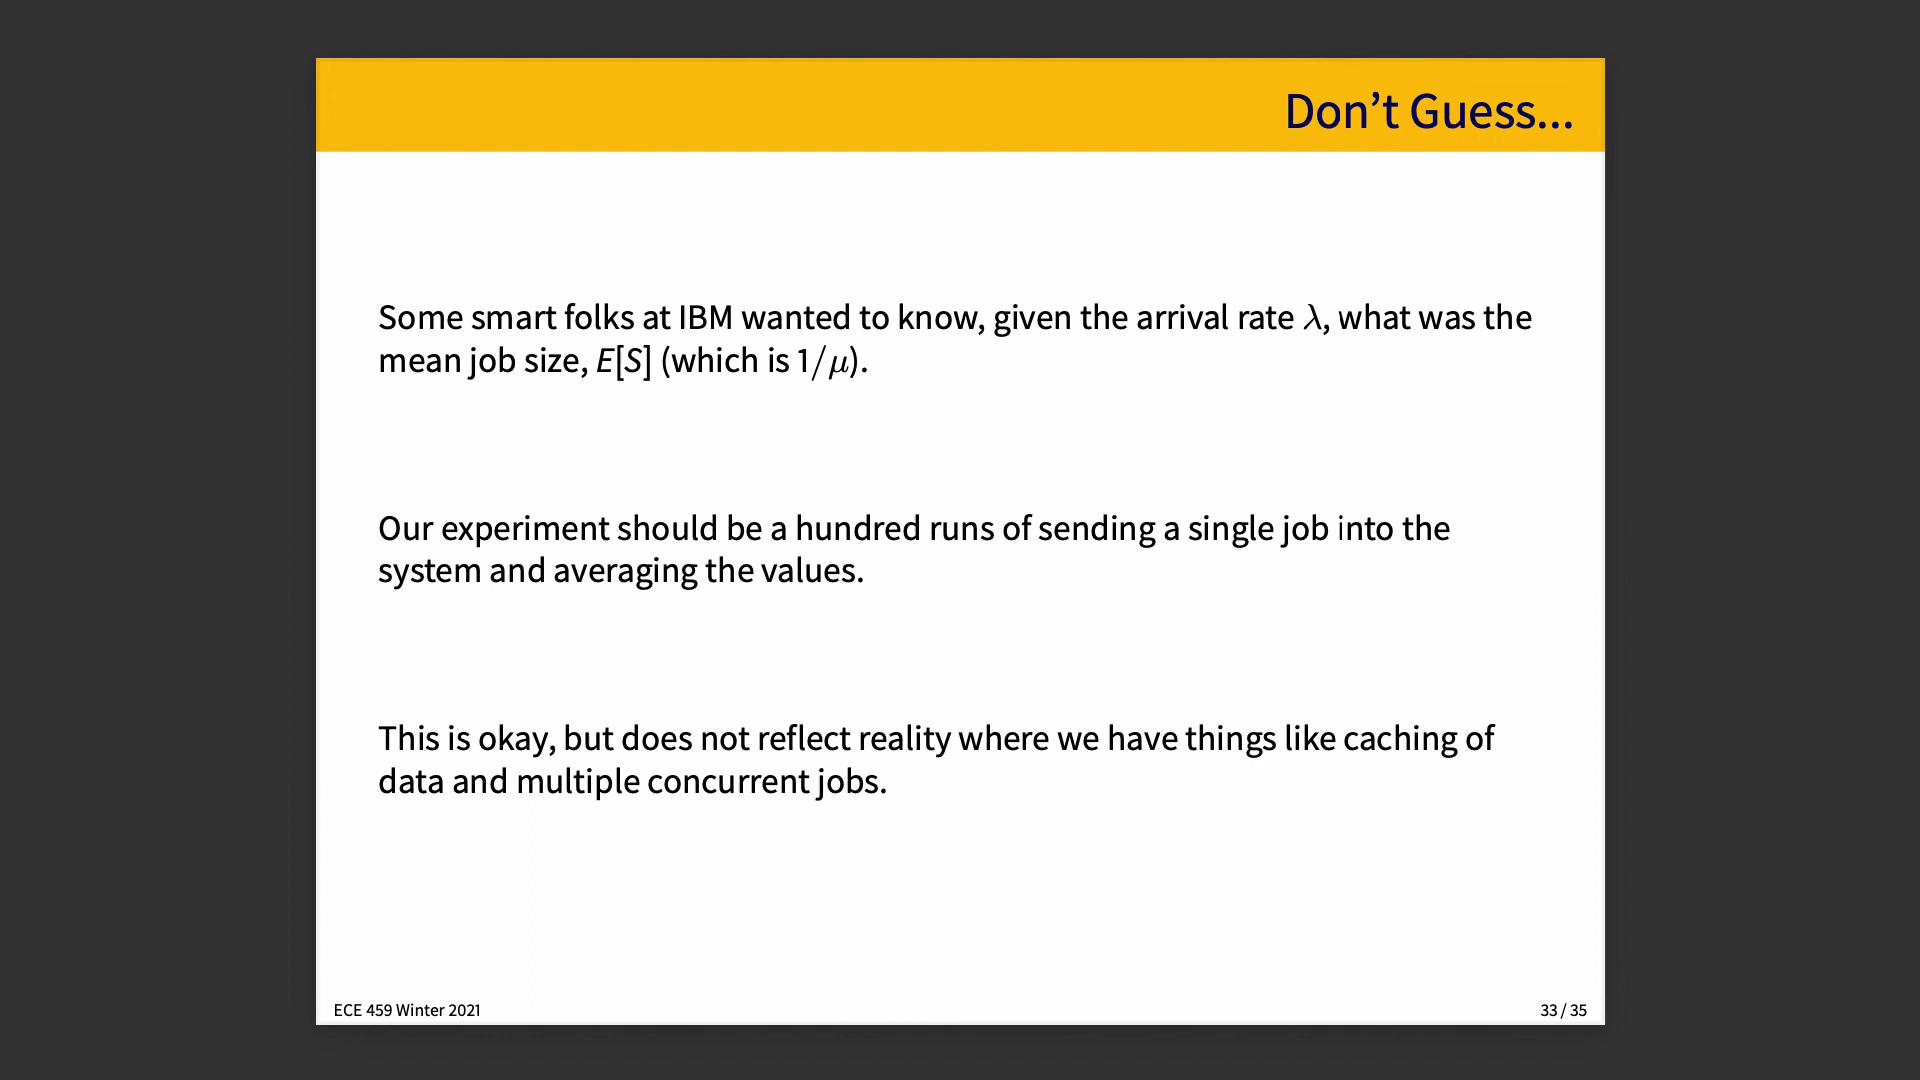 Don’t Guess...
Some smart folks at IBM wanted to know, given the arrival rate λ, what was the
mean job size, E[S] (which is 1/μ).
Our experiment should be a hundred runs of sending a single job into the
system and averaging the values.
This is okay, but does not reflect reality where we have things like caching of
data and multiple concurrent jobs.
ECE 459 Winter 2021
33 / 35